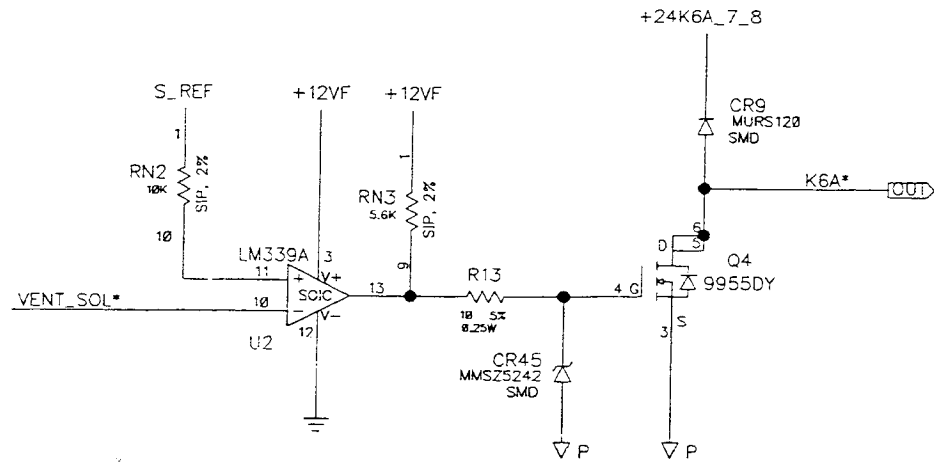 +24K6A_7_8
S_REF
+12VF
+12VF
CR9
MURS120
SMD
1
1
RN2
10K
SIP, 2%
RN3
5.6K
SIP, 2%
K6A*
OUT
10
9
6
5
LM339A
3
V+
D
Q4
9955DY
11
+
SOIC
13
R13
4 G
VENT_SOL*
10
-
V-
12
10 5%
0.25W
S
3
U2
CR45
MMSZ5242
SMD
P
P